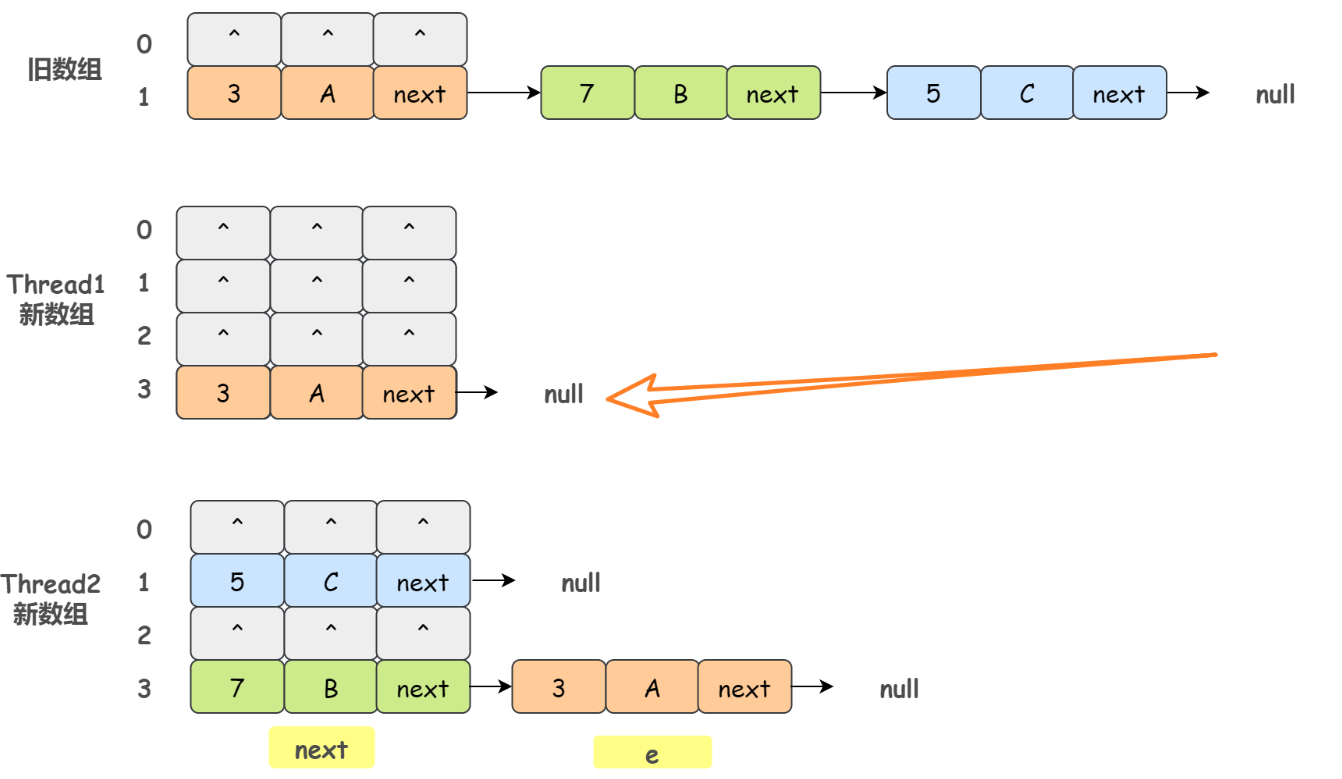 0 ^ ^ ^
旧数组
1 3 A next 7 B next 5 C next null
0 ^ ^ ^
Thread1
新数组
1 ^ ^ ^
2 ^ ^ ^
3 3 A next null
0 ^ ^ ^
Thread2
新数组
1 5 C next null
2 ^ ^ ^
3 7 B next 3 A next null
next e